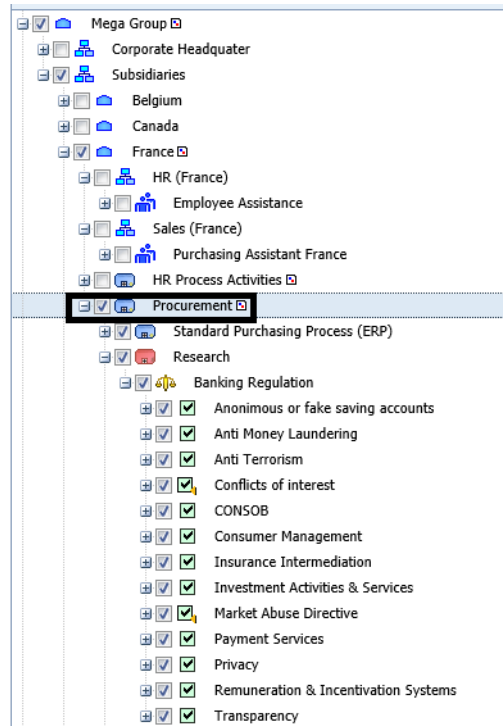 Mega Group
Corporate Headquater
Subsidiaries
Belgium
Canada
France
HR (France)
Employee Assistance
Sales (France)
Purchasing Assistant France
HR Process Activities
Procurement
Standard Purchasing Process (ERP)
Research
Banking Regulation
Anonimous or fake saving accounts
Anti Money Laundering
Anti Terrorism
Conflicts of interest
CONSOB
Consumer Management
Insurance Intermediation
Investment Activities & Services
Market Abuse Directive
Payment Services
Privacy
Remuneration & Incentivation Systems
Transparency